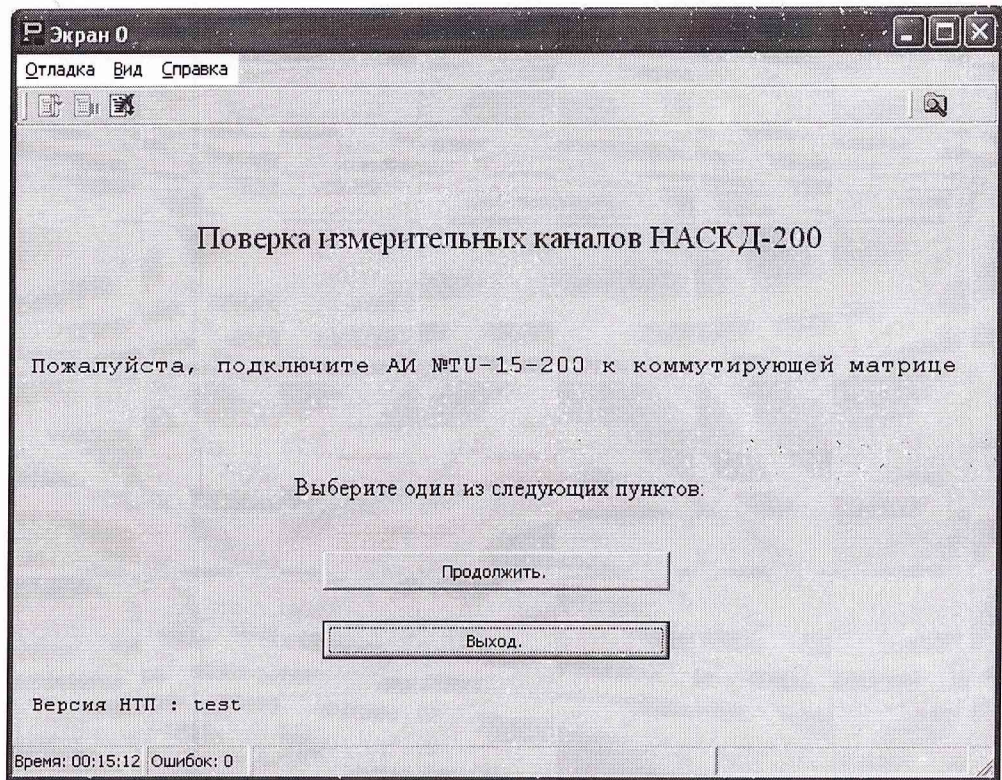 Экран 0
Отладка Вид Справка
Поверка измерительных каналов НАСКД-200
Пожалуйста, подключите АИ №TU-15-200 к коммутирующей матрице
Выберите один из следующих пунктов:
Продолжить.
Выход.
Версия НТП : test
Время: 00:15:12 Ошибок: 0